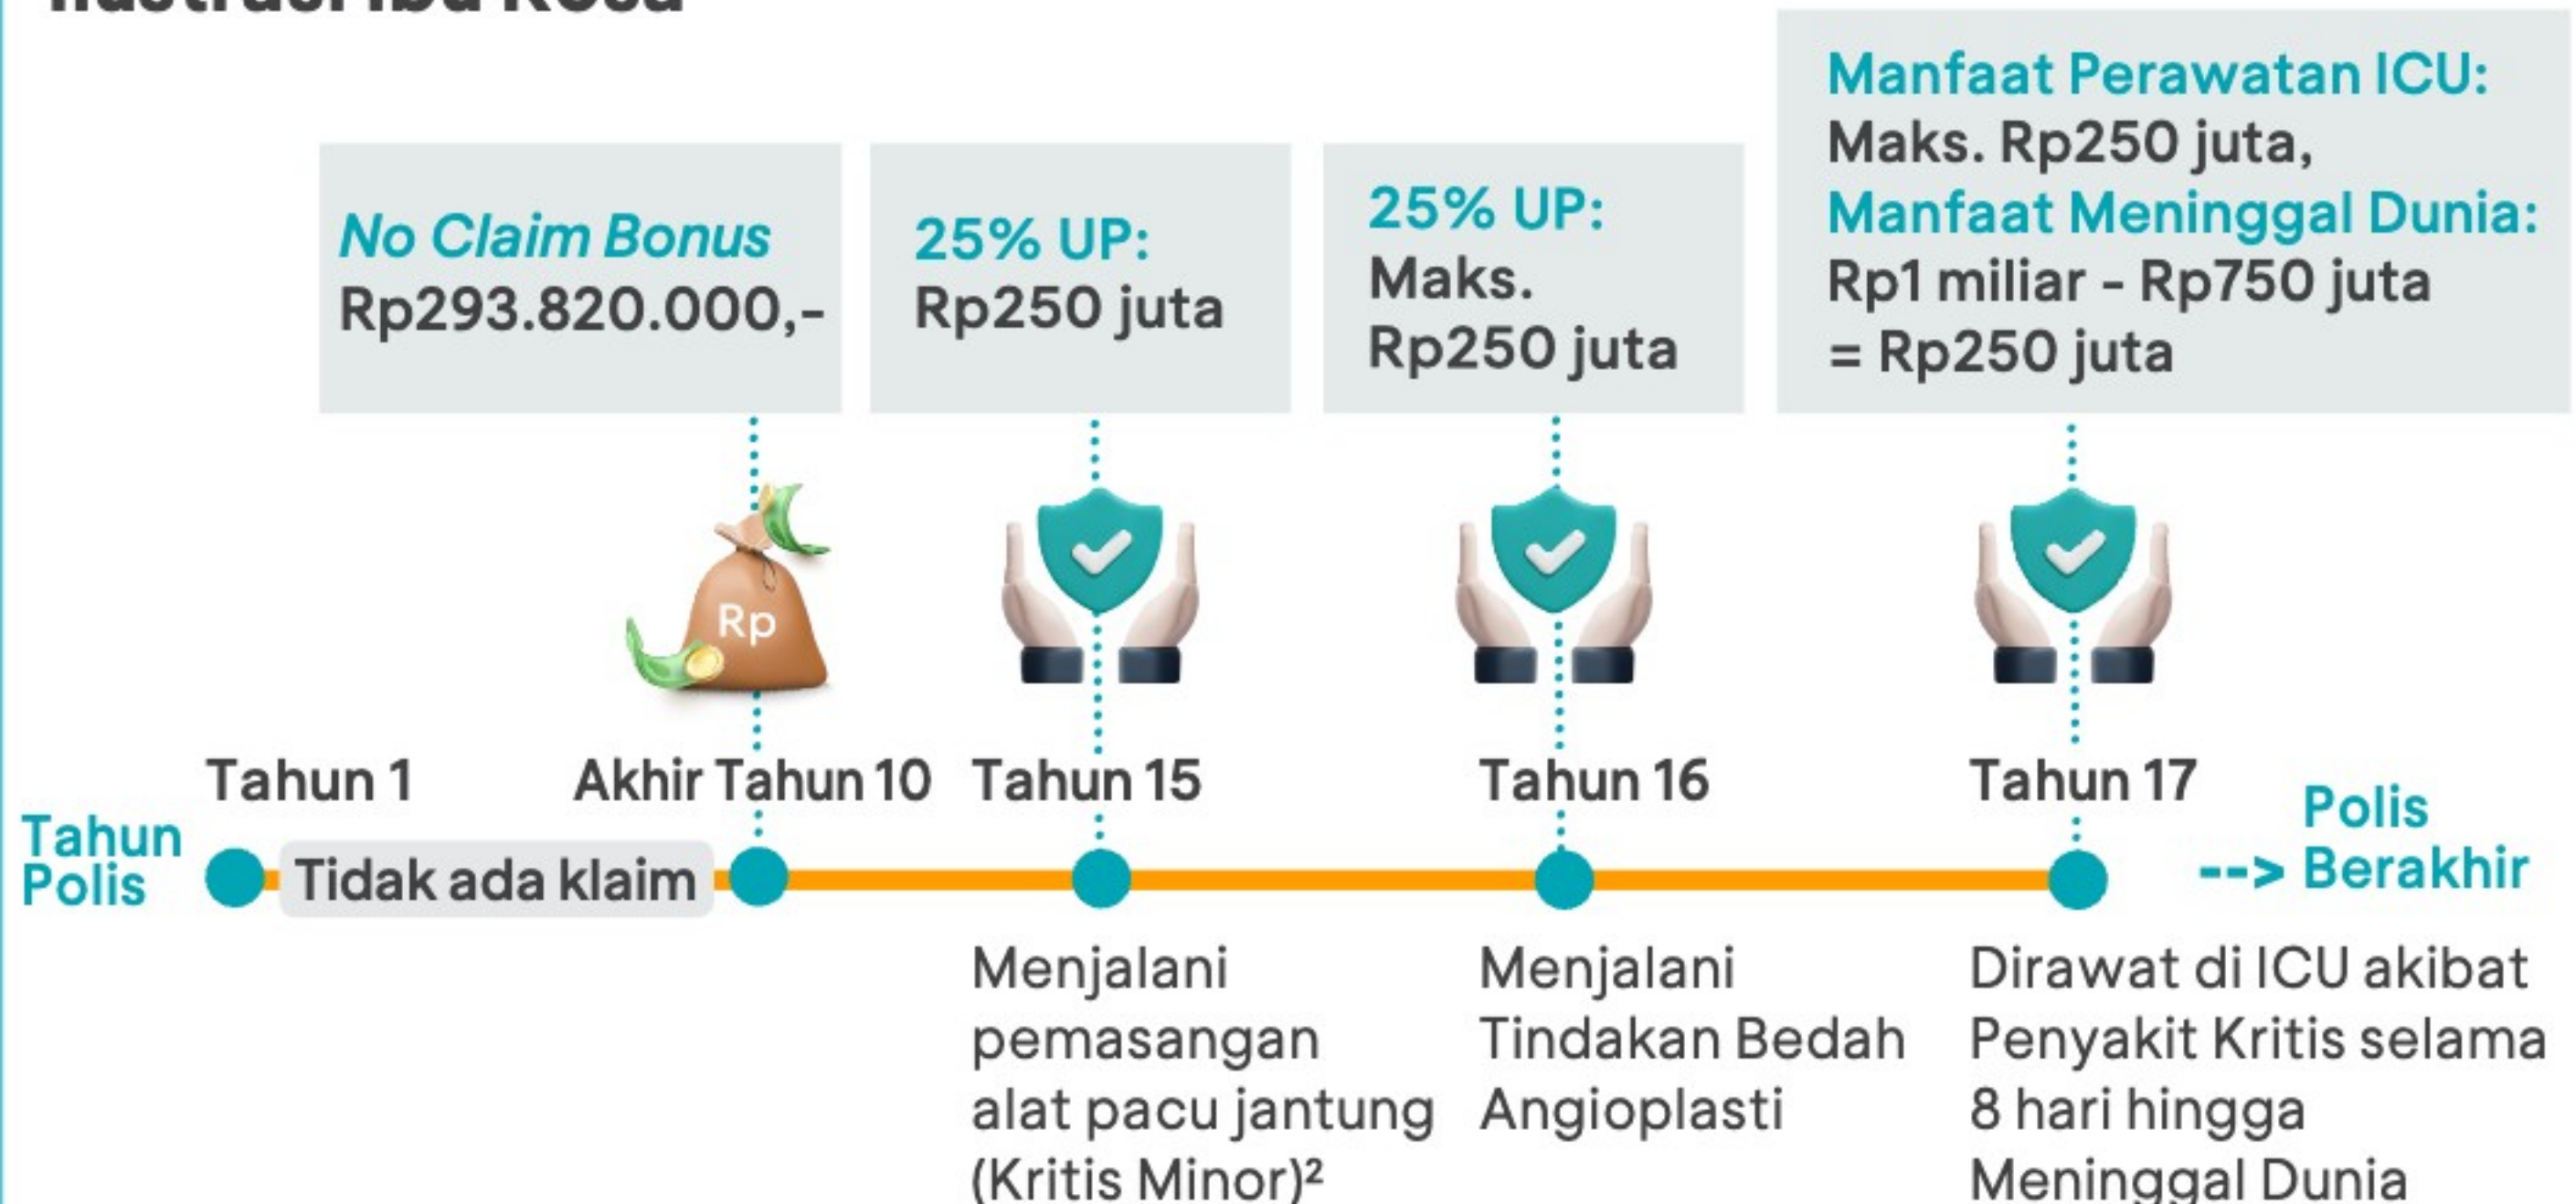 Ilustrasi Ibu Rosa
No Claim Bonus
Rp293.820.000,-
25% UP:
Rp250 juta
25% UP:
Maks.
Rp250 juta
Manfaat Perawatan ICU:
Maks. Rp250 juta,
Manfaat Meninggal Dunia:
Rp1 miliar - Rp750 juta
= Rp250 juta
Rp
Tahun 1
Akhir Tahun 10
Tahun 15
Tahun 16
Tahun 17
Tahun
Polis
Tidak ada klaim
Polis
--> Berakhir
Menjalani
pemasangan
alat pacu jantung
(Kritis Minor)²
Menjalani
Tindakan Bedah
Angioplasti
Dirawat di ICU akibat
Penyakit Kritis selama
8 hari hingga
Meninggal Dunia